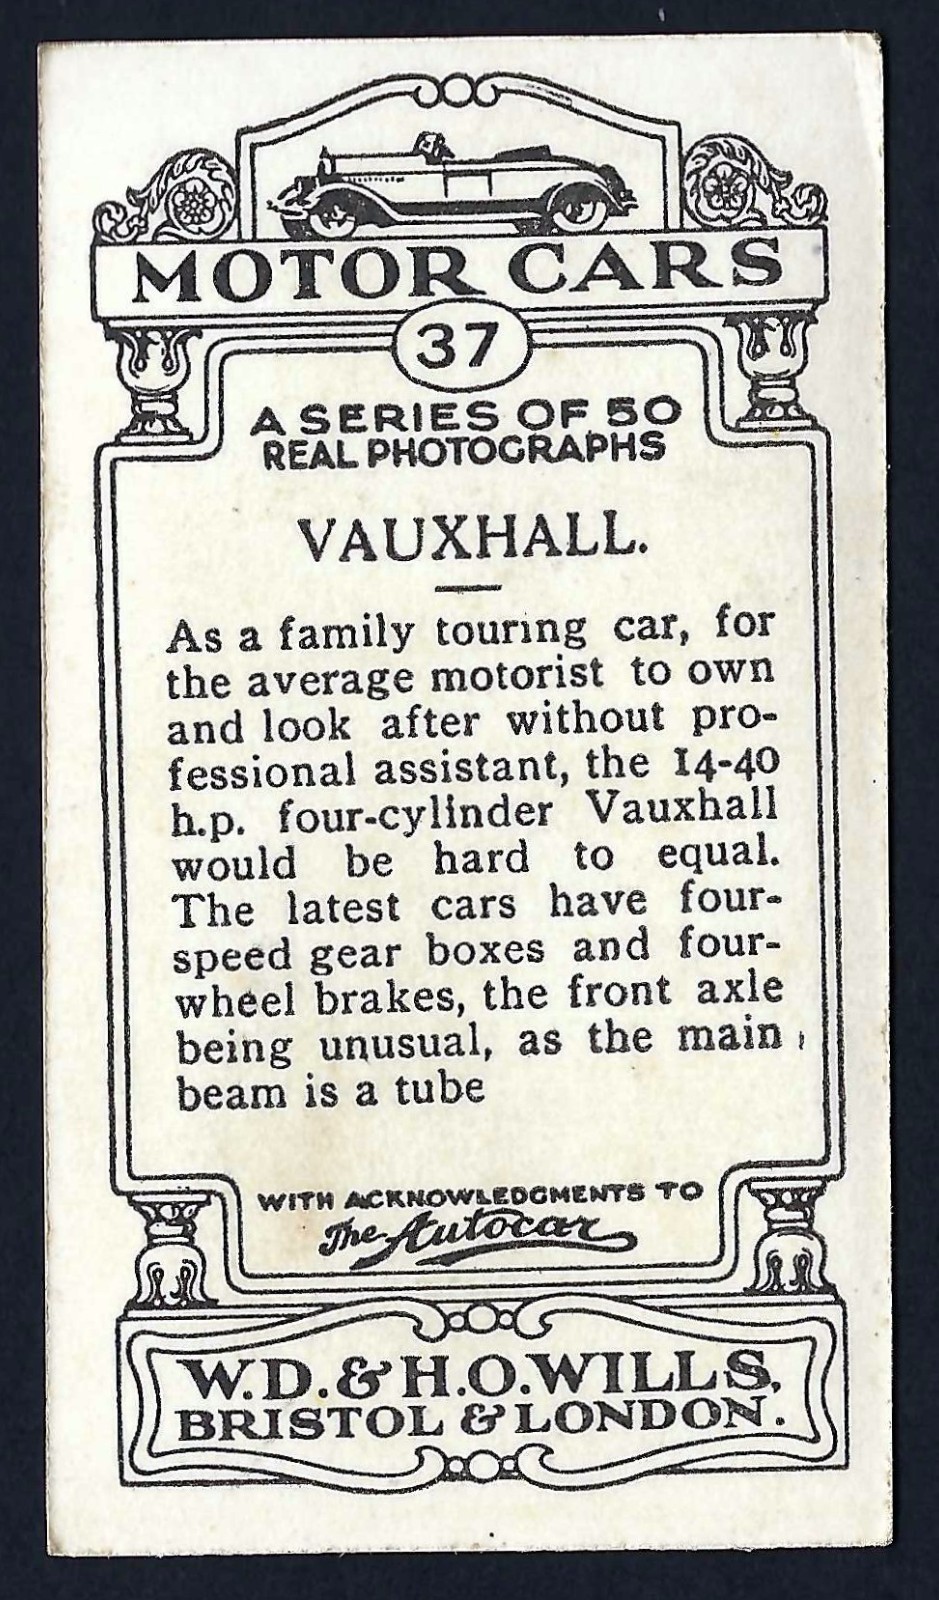 MOTOR CARS
37
A SERIES OF 50
REAL PHOTOGRAPHS
VAUXHALL.
As a family touring car, for
the average motorist to own
and look after without pro-
fessional assistant, the 14-40
h.p. four-cylinder Vauxhall
would be hard to equal.
The latest cars have four-
speed gear boxes and four-
wheel brakes, the front axle
being unusual, as the main
beam is a tube
WITH ACKNOWLEDGMENTS TO
The Autocar
W.D. & H.O. WILLS,
BRISTOL & LONDON.